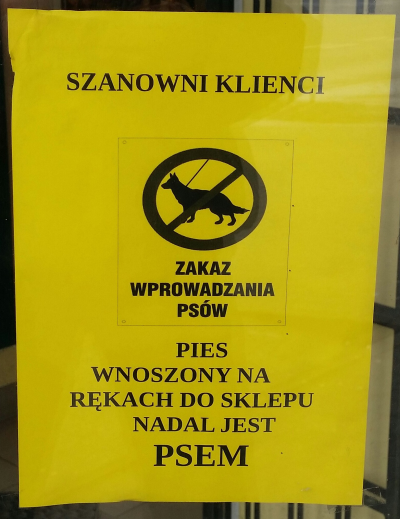 SZANOWNI KLIENCI
ZAKAZ
WPROWADZANIA
PSÓW
PIES
WNOSZONY NA
RĘKACH DO SKLEPU
NADAL JEST
PSEM